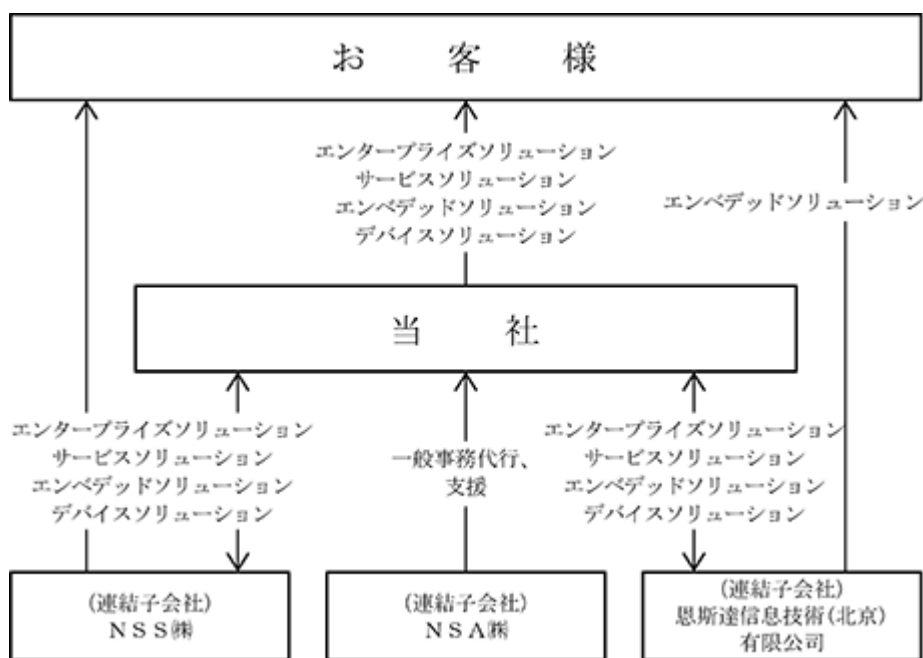 お客様
エンタープライズソリューション
サービスソリューション
エンベデッドソリューション
デバイスソリューション
エンベデッドソリューション
当社
エンタープライズソリューション
サービスソリューション
エンベデッドソリューション
デバイスソリューション
一般事務代行、
支援
エンタープライズソリューション
サービスソリューション
エンベデッドソリューション
デバイスソリューション
(連結子会社)
ＮＳＳ㈱
(連結子会社)
ＮＳＡ㈱
(連結子会社)
恩斯達信息技術(北京)
有限公司